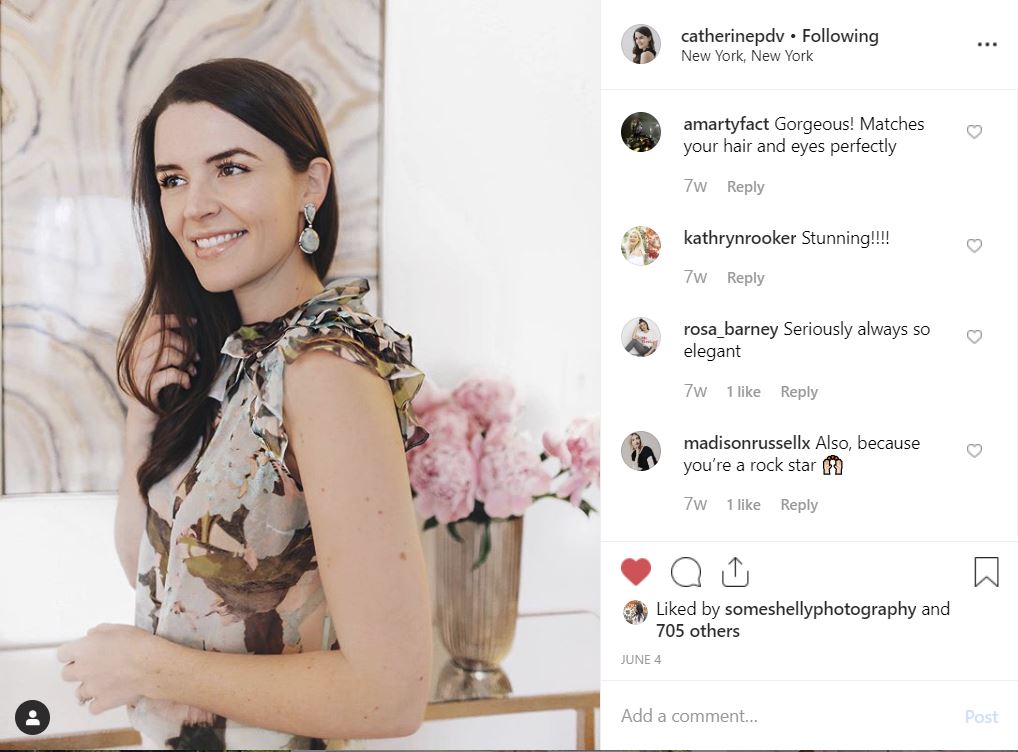 catherinepdv • Following
New York, New York
amartyfact Gorgeous! Matches
your hair and eyes perfectly
7w Reply
kathrynrooker Stunning!!!!
7w Reply
rosa_barney Seriously always so
elegant
7w 1 like Reply
madisonrussellx Also, because
you’re a rock star 🙌
7w 1 like Reply
Liked by someshellyphotography and
705 others
JUNE 4
Add a comment... Post